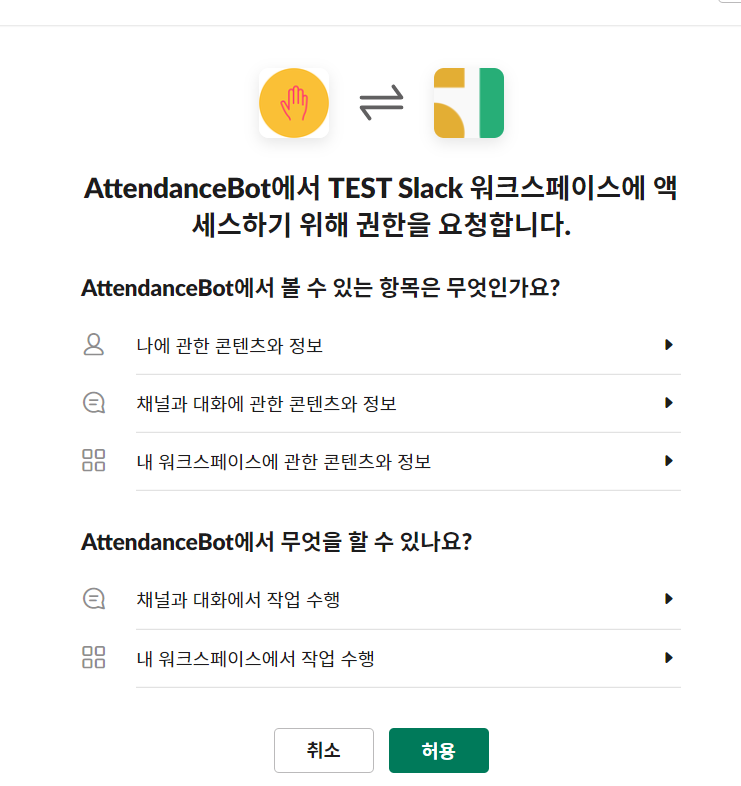 AttendanceBot에서 TEST Slack 워크스페이스에 액
세스하기 위해 권한을 요청합니다.
AttendanceBot에서 볼 수 있는 항목은 무엇인가요?
나에 관한 콘텐츠와 정보
채널과 대화에 관한 콘텐츠와 정보
내 워크스페이스에 관한 콘텐츠와 정보
AttendanceBot에서 무엇을 할 수 있나요?
채널과 대화에서 작업 수행
내 워크스페이스에서 작업 수행
취소
허용